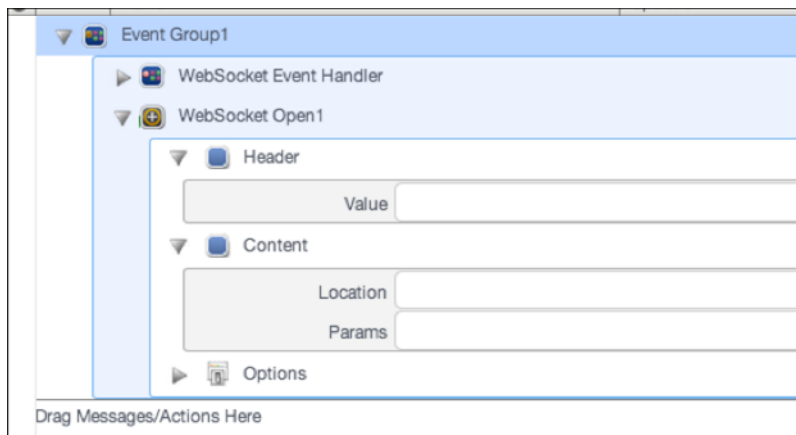 Event Group1
WebSocket Event Handler
WebSocket Open1
Header
Value
Content
Location
Params
Options
Drag Messages/Actions Here